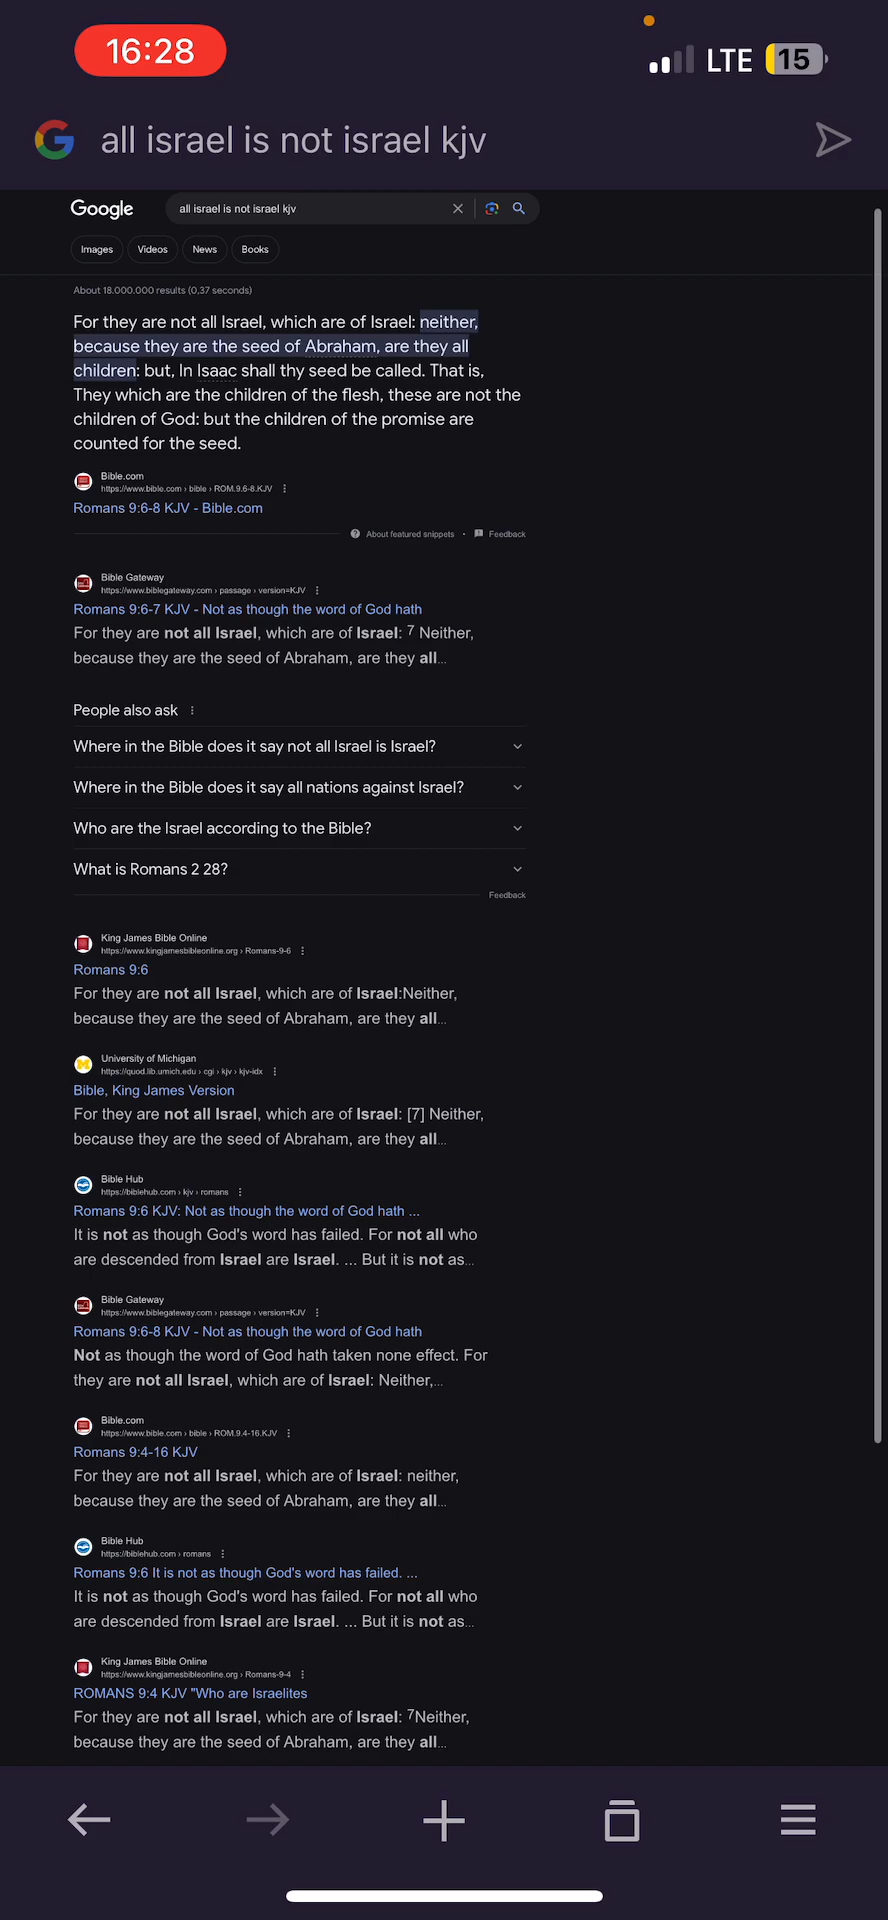 16:28
LTE 15
all israel is not israel kjv
Google all israel is not israel kjv
Images Videos News Books
About 18.000.000 results (0,37 seconds)
For they are not all Israel, which are of Israel: neither,
because they are the seed of Abraham, are they all
children: but, In Isaac shall thy seed be called. That is,
They which are the children of the flesh, these are not the
children of God: but the children of the promise are
counted for the seed.
Bible.com
https://www.bible.com › bible › ROM.9.6-8.KJV
Romans 9:6-8 KJV - Bible.com
About featured snippets • Feedback
Bible Gateway
https://www.biblegateway.com › passage › version=KJV
Romans 9:6-7 KJV - Not as though the word of God hath
For they are not all Israel, which are of Israel: 7 Neither,
because they are the seed of Abraham, are they all...
People also ask
Where in the Bible does it say not all Israel is Israel?
Where in the Bible does it say all nations against Israel?
Who are the Israel according to the Bible?
What is Romans 2 28?
Feedback
King James Bible Online
https://www.kingjamesbibleonline.org › Romans-9-6
Romans 9:6
For they are not all Israel, which are of Israel:Neither,
because they are the seed of Abraham, are they all...
University of Michigan
https://quod.lib.umich.edu › cgi › kjv › kjv-idx
Bible, King James Version
For they are not all Israel, which are of Israel: [7] Neither,
because they are the seed of Abraham, are they all...
Bible Hub
https://biblehub.com › kjv › romans
Romans 9:6 KJV: Not as though the word of God hath ...
It is not as though God's word has failed. For not all who
are descended from Israel are Israel. ... But it is not as...
Bible Gateway
https://www.biblegateway.com › passage › version=KJV
Romans 9:6-8 KJV - Not as though the word of God hath
Not as though the word of God hath taken none effect. For
they are not all Israel, which are of Israel: Neither,...
Bible.com
https://www.bible.com › bible › ROM.9.4-16.KJV
Romans 9:4-16 KJV
For they are not all Israel, which are of Israel: neither,
because they are the seed of Abraham, are they all...
Bible Hub
https://biblehub.com › romans
Romans 9:6 It is not as though God's word has failed. ...
It is not as though God's word has failed. For not all who
are descended from Israel are Israel. ... But it is not as...
King James Bible Online
https://www.kingjamesbibleonline.org › Romans-9-4
ROMANS 9:4 KJV "Who are Israelites
For they are not all Israel, which are of Israel: 7Neither,
because they are the seed of Abraham, are they all...